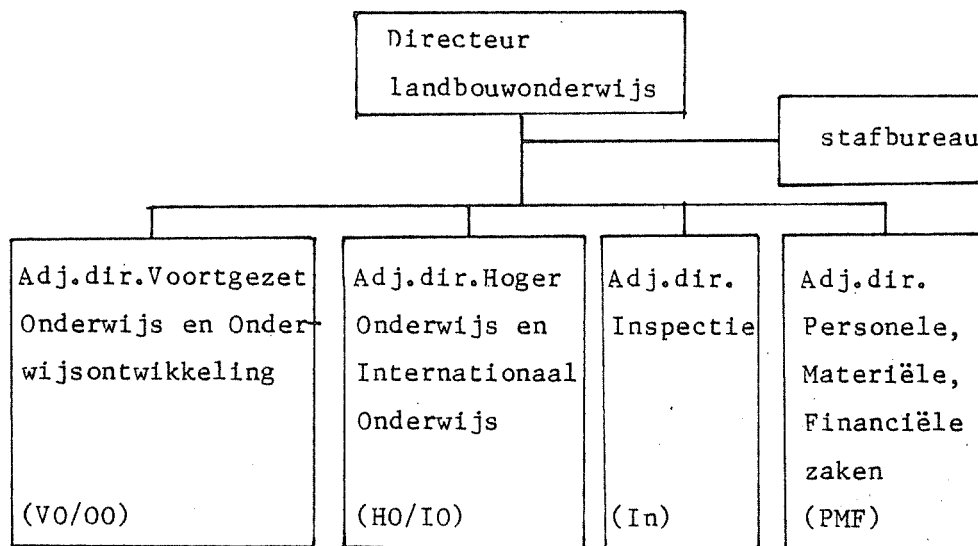 Directeur
landbouwonderwijs
stafbureau
Adj.dir.Voortgezet
Onderwijs en Onder-
wijsontwikkeling
(VO/OO)
Adj.dir.Hoger
Onderwijs en
Internationaal
Onderwijs
(HO/IO)
Adj.dir.
Inspectie
(In)
Adj.dir.
Personele,
Materiële,
Financiële
zaken
(PMF)